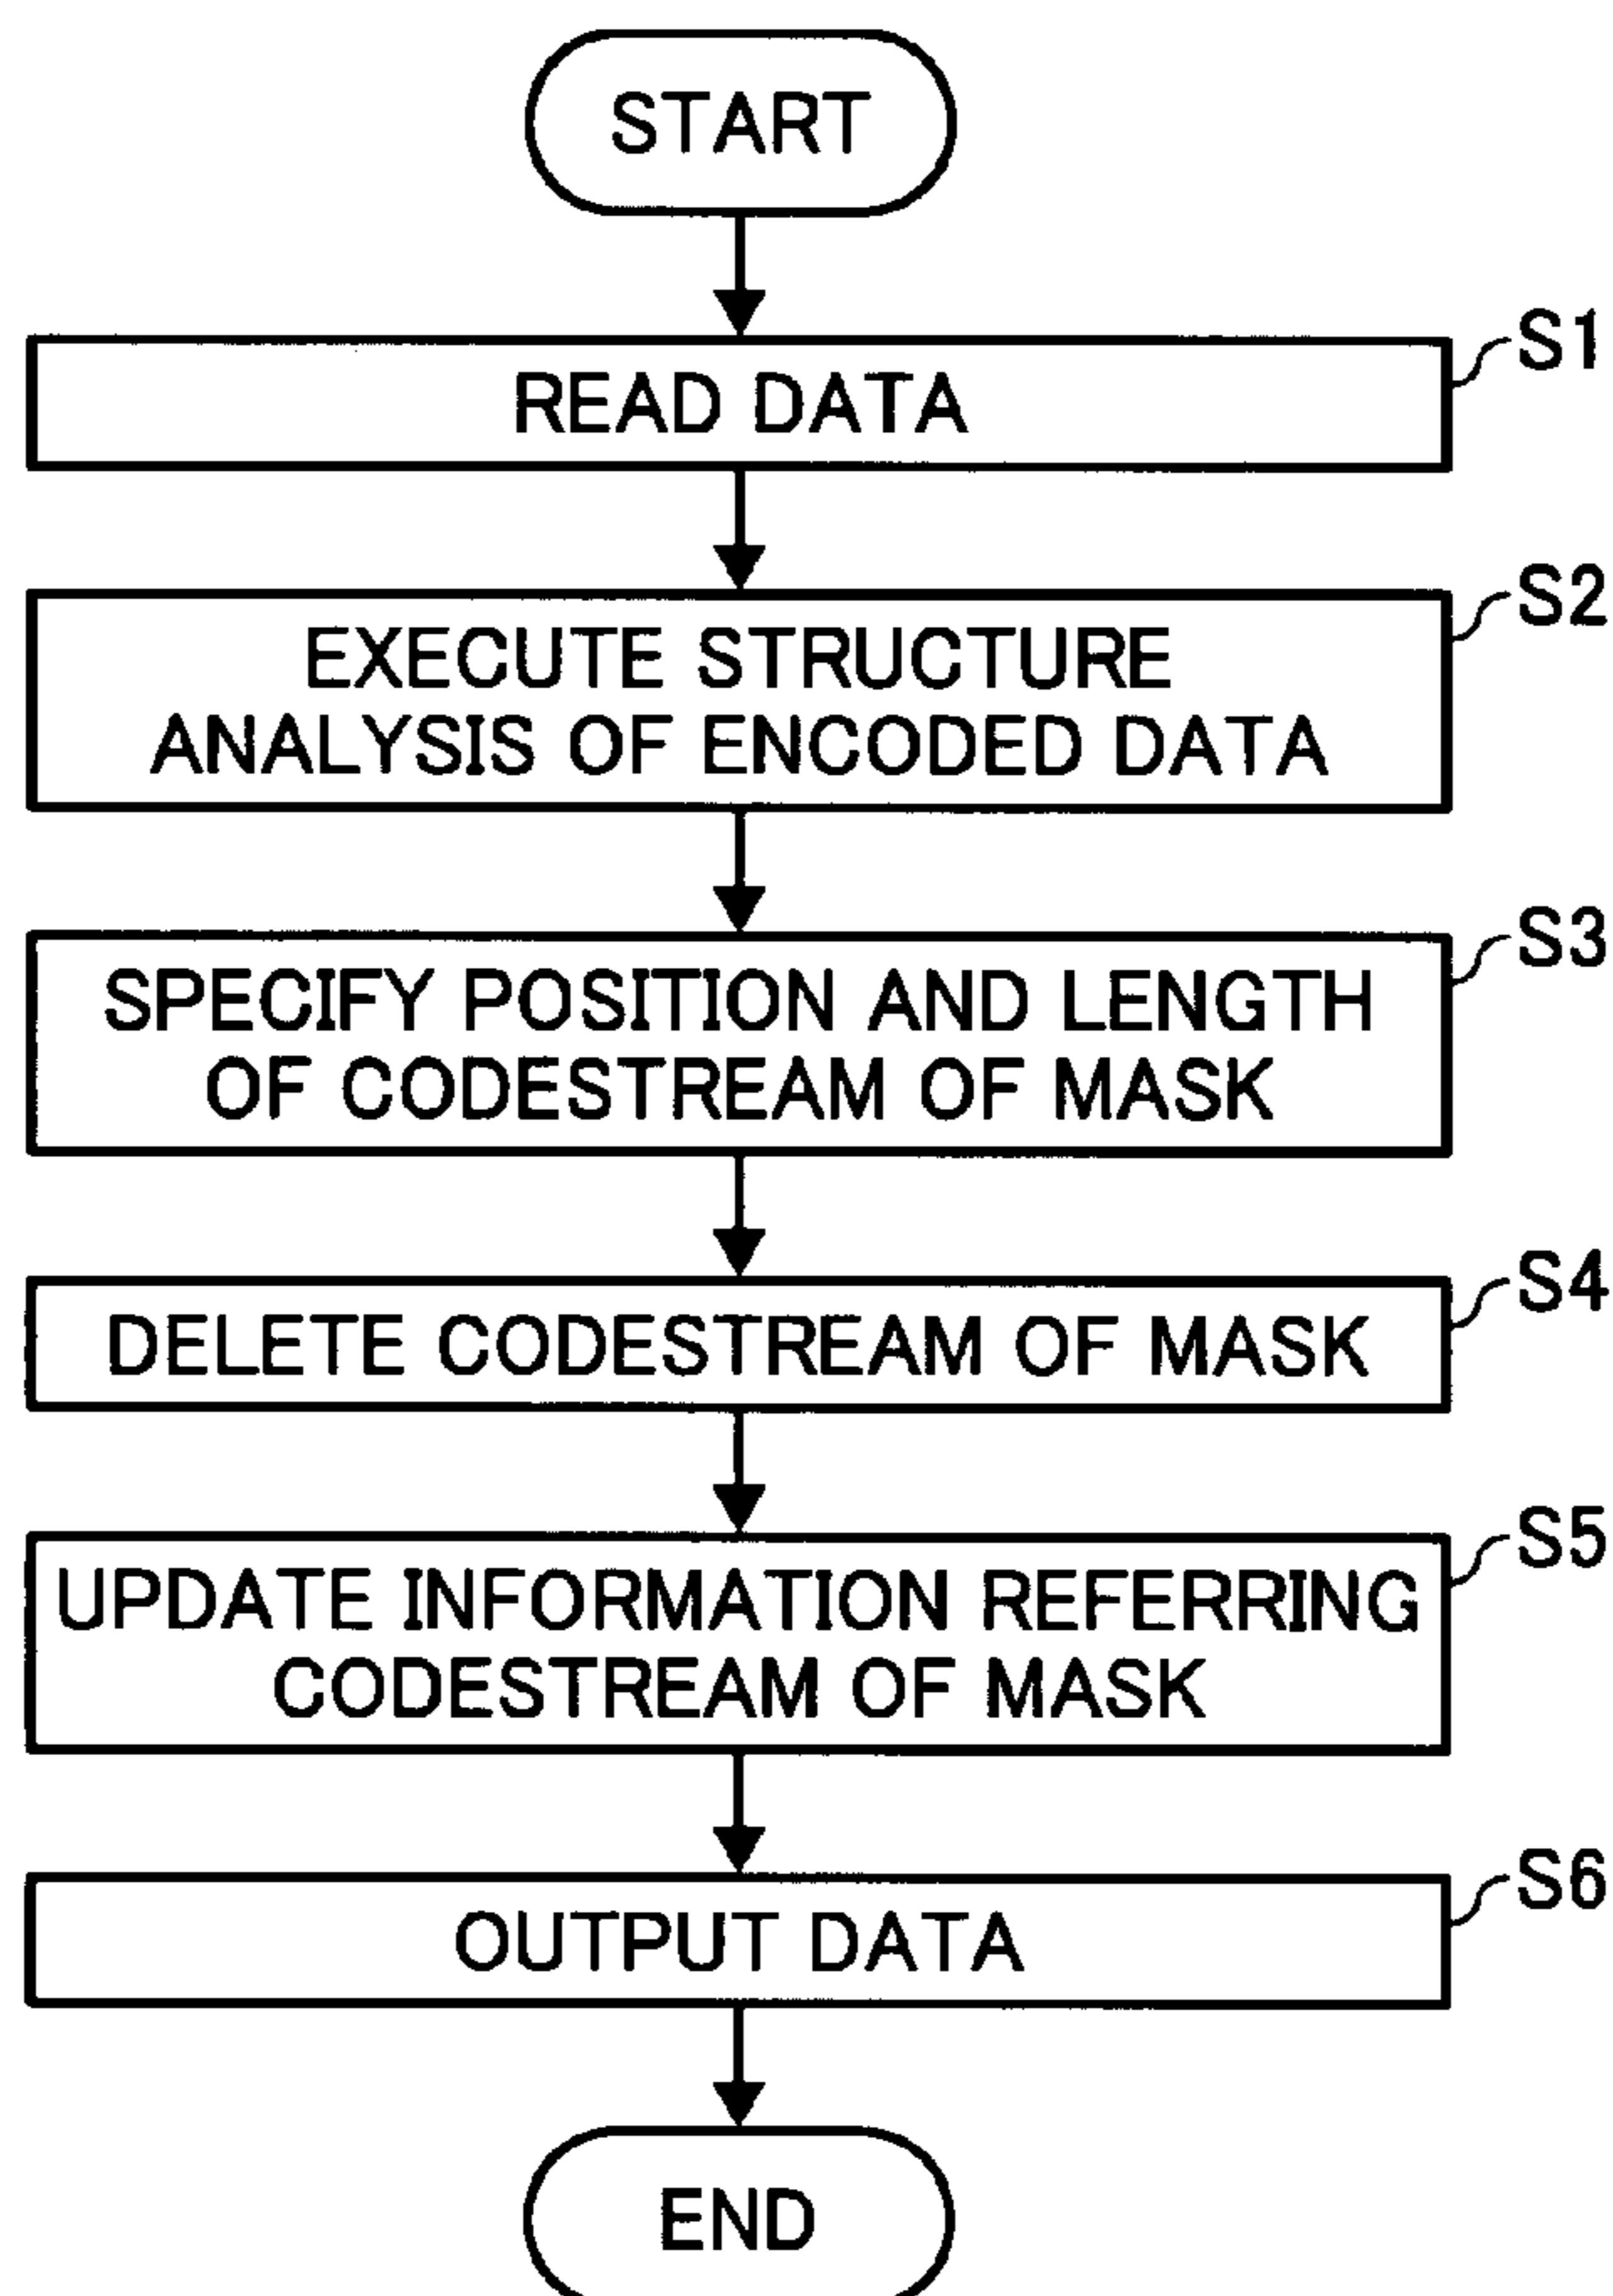 START
S1
READ DATA
S2
EXECUTE STRUCTURE
ANALYSIS OF ENCODED DATA
S3
SPECIFY POSITION AND LENGTH
OF CODESTREAM OF MASK
S4
DELETE CODESTREAM OF MASK
S5
UPDATE INFORMATION REFERRING
CODESTREAM OF MASK
S6
OUTPUT DATA
END